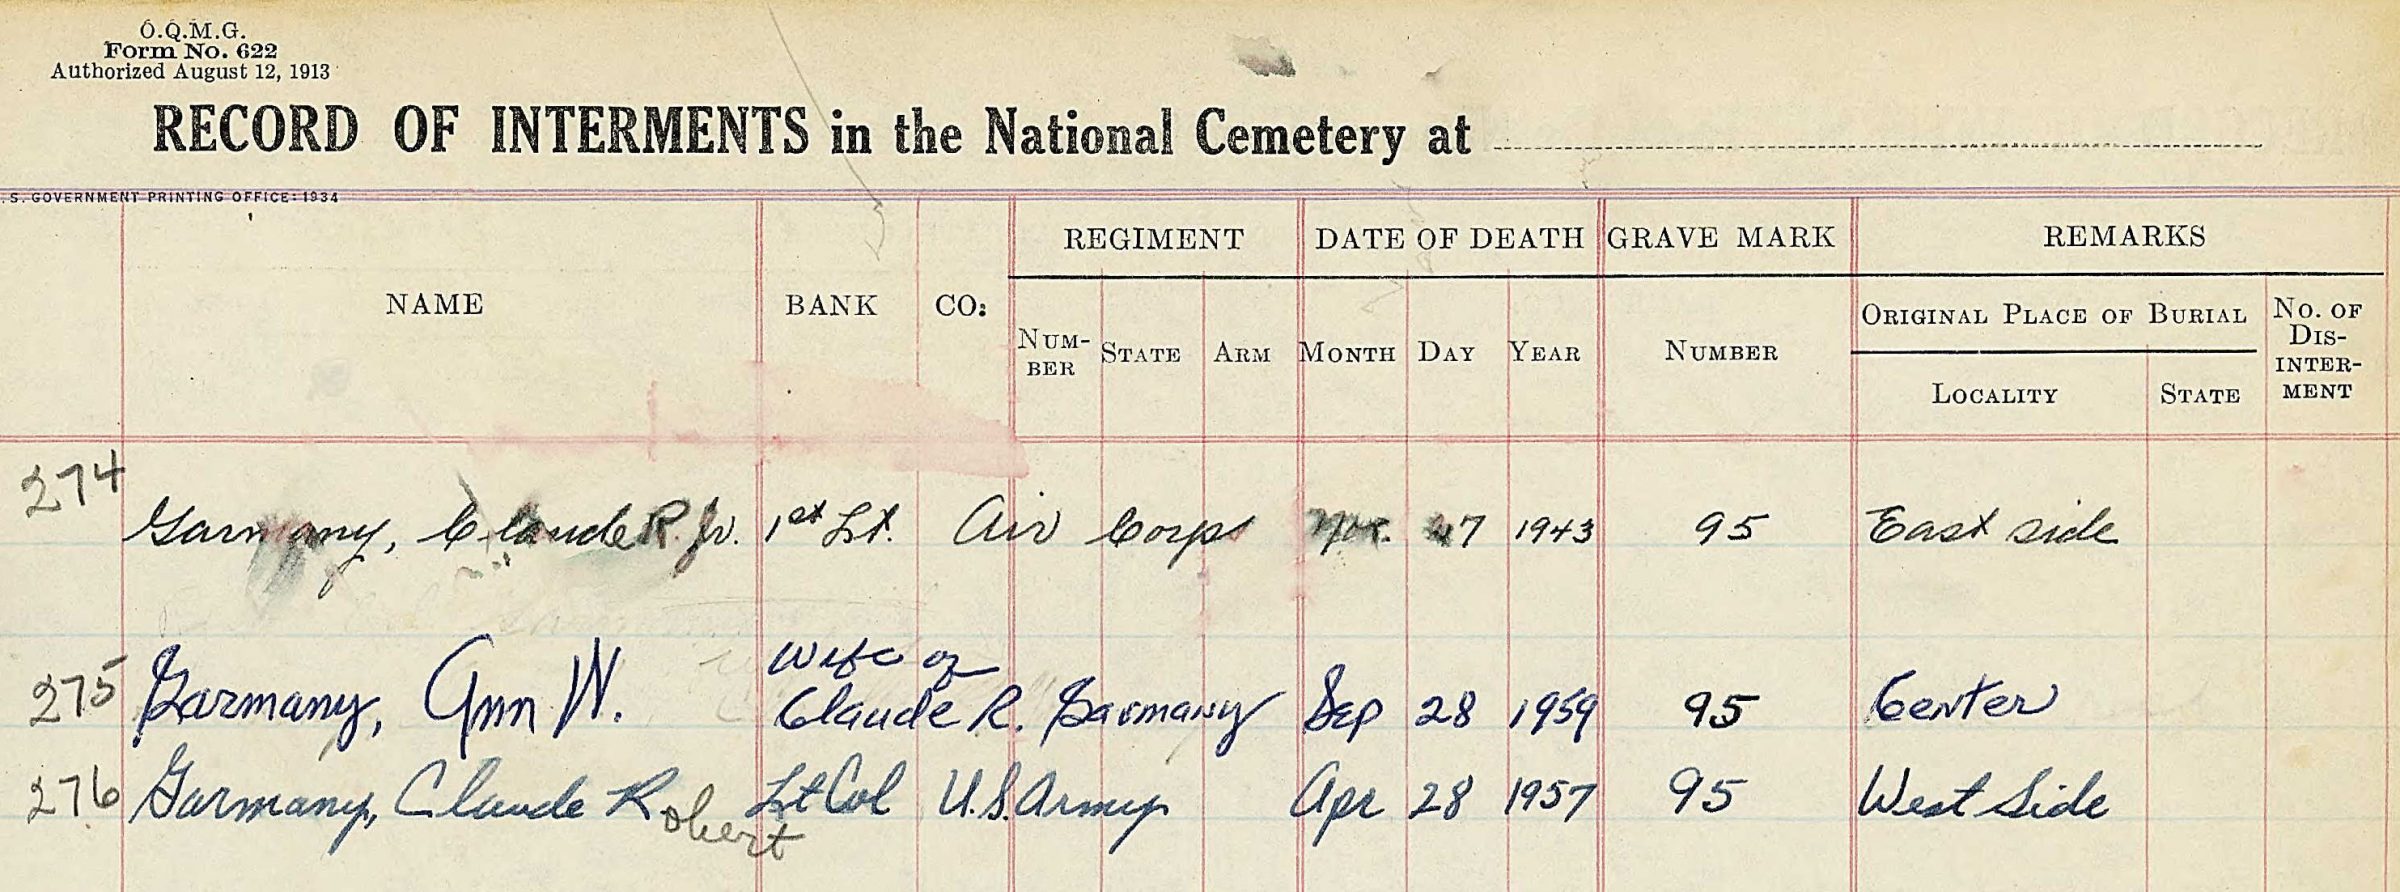 O.Q.M.G.
Form No. 622
Authorized August 12, 1913
RECORD OF INTERMENTS in the National Cemetery at
.S. GOVERNMENT PRINTING OFFICE: 1934
REGIMENT DATE OF DEATH GRAVE MARK REMARKS
NAME BANK CO: NUM-BER STATE ARM MONTH DAY YEAR NUMBER ORIGINAL PLACE OF BURIAL LOCALITY STATE NO. OF DIS-INTER-MENT
274 Garmany, Claude R. Jr. 1st Lt. Air Corps Nov. 7 1943 95 East side
275 Garmany, Ann W. Wife of Claude R. Garmany Sep 28 1959 95 Center
276 Garmany, Claude Robert Lt Col U.S. Army Apr 28 1957 95 West Side